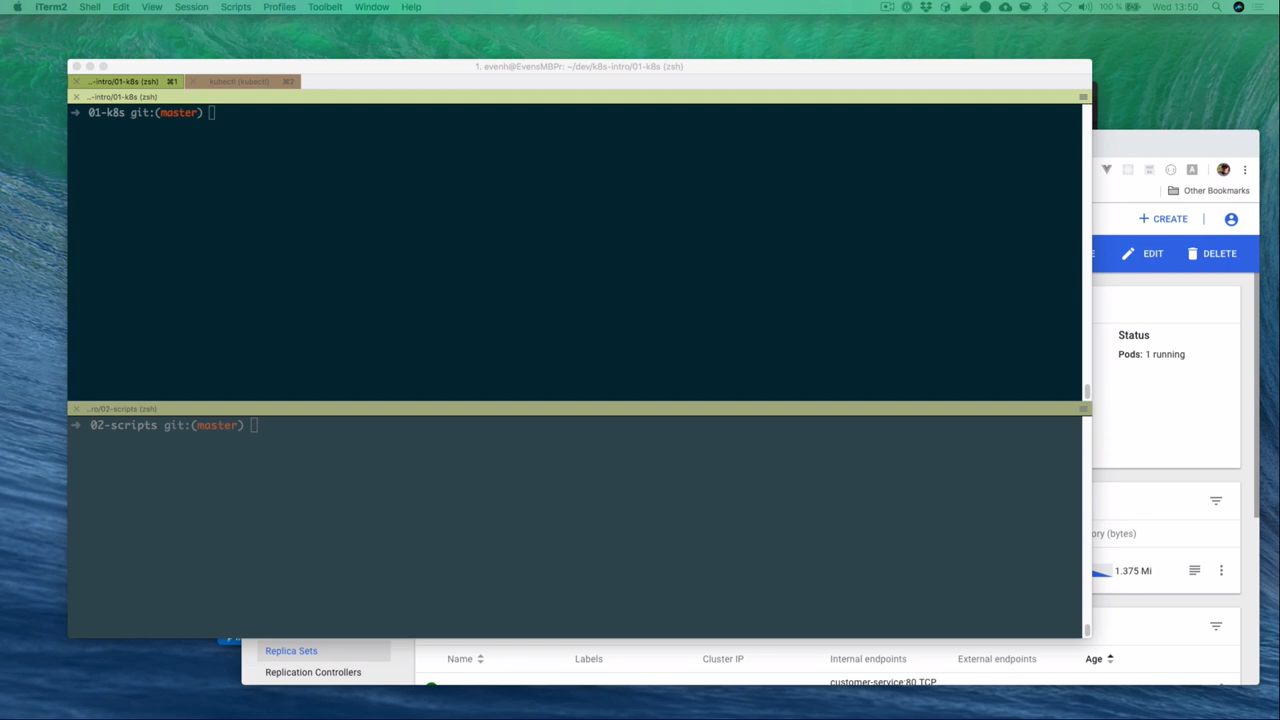 iTerm2 Shell Edit View Session Scripts Profiles Toolbelt Window Help 100 % Wed 13:50
1. evenh@EvensMBPr: ~/dev/k8s-intro/01-k8s (zsh)
..-intro/01-k8s (zsh) ⌘1 kubectl (kubectl) ⌘2
..-intro/01-k8s (zsh)
➜ 01-k8s git:(master)
..ro/02-scripts (zsh)
➜ 02-scripts git:(master)
Other Bookmarks
+ CREATE
EDIT DELETE
Status
Pods: 1 running
ory (bytes)
1.375 Mi
Replica Sets
Replication Controllers
Name Labels Cluster IP Internal endpoints External endpoints Age
customer-service:80 TCP